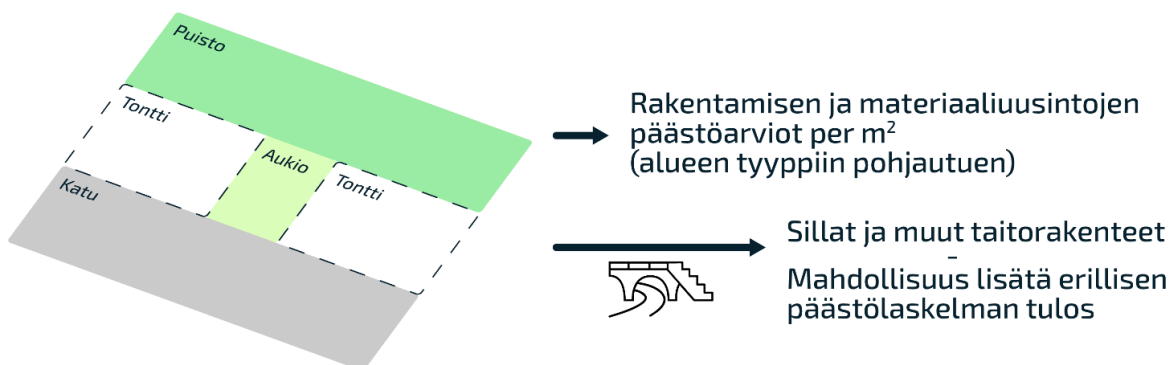 Puisto
Tontti
Aukio
Tontti
Katu
Rakentamisen ja materiaaliuusintojen
päästöarviot per m²
(alueen tyyppiin pohjautuen)
Sillat ja muut taitorakenteet
–
Mahdollisuus lisätä erillisen
päästölaskelman tulos